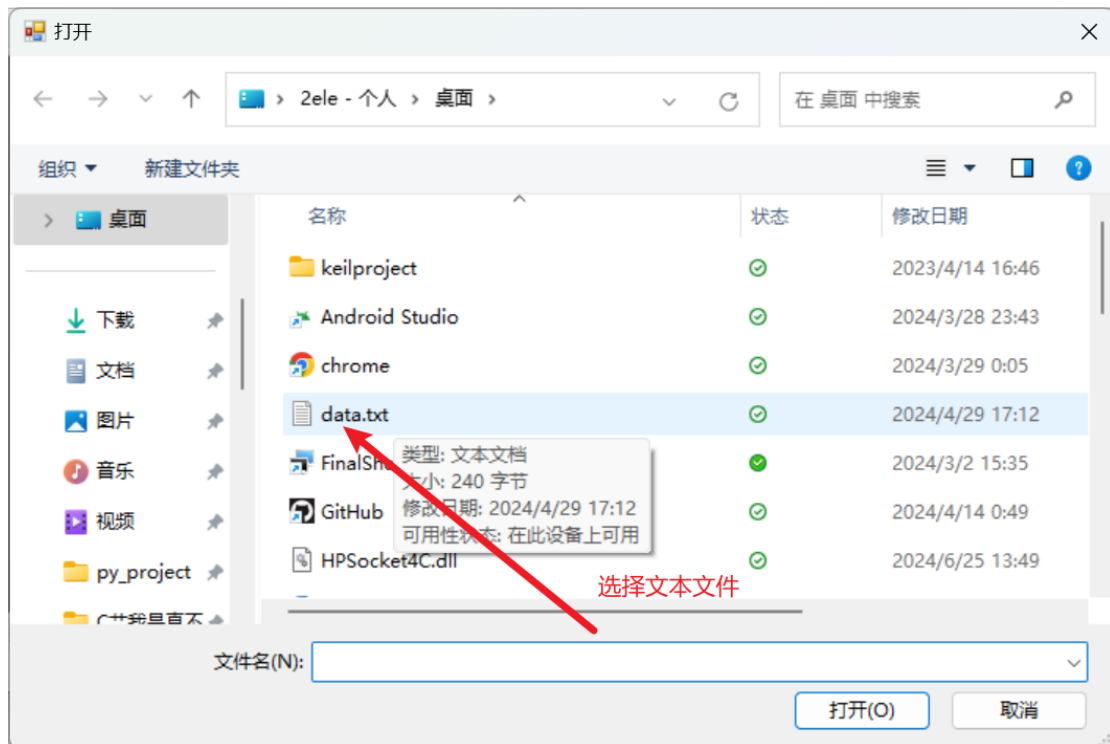 打开
2ele - 个人 › 桌面 ›
在 桌面 中搜索
组织
新建文件夹
桌面
下载
文档
图片
音乐
视频
py_project
名称 状态 修改日期
keilproject 2023/4/14 16:46
Android Studio 2024/3/28 23:43
chrome 2024/3/29 0:05
data.txt 2024/4/29 17:12
FinalShe 2024/3/2 15:35
GitHub 2024/4/14 0:49
HPSocket4C.dll 2024/6/25 13:49
类型: 文本文档
大小: 240 字节
修改日期: 2024/4/29 17:12
可用性状态: 在此设备上可用
选择文本文件
文件名(N):
打开(O)
取消